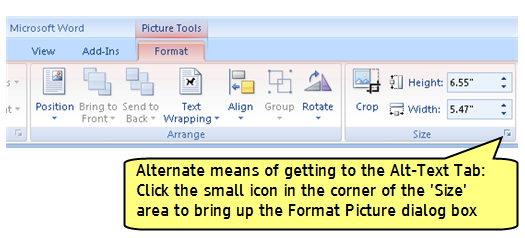 Microsoft Word Picture Tools
View Add-Ins Format
Position Bring to Front Send to Back Text Wrapping Align Group Rotate Crop Height: 6.55" Width: 5.47"
Arrange Size
Alternate means of getting to the Alt-Text Tab:
Click the small icon in the corner of the 'Size'
area to bring up the Format Picture dialog box